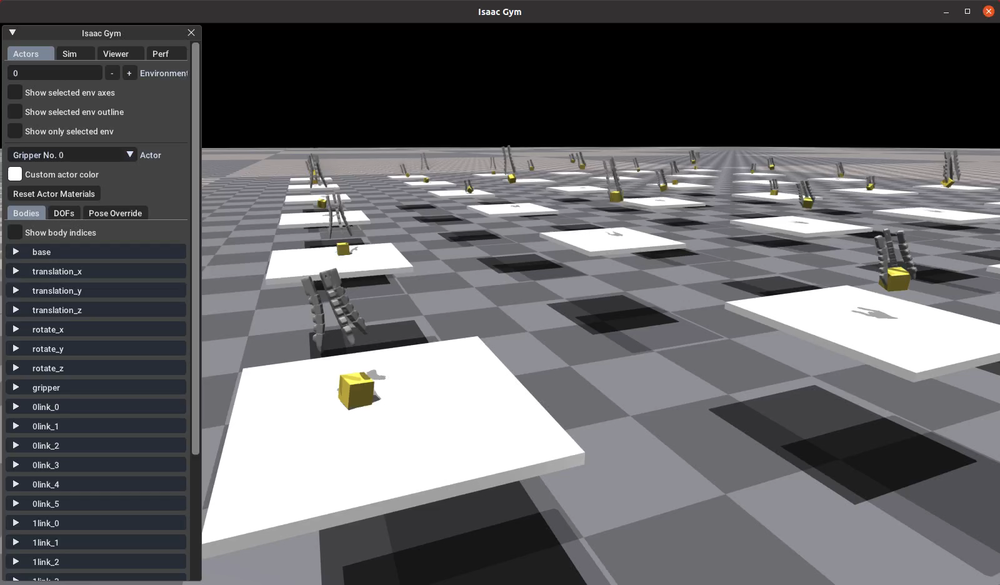 Isaac Gym
Isaac Gym
Actors Sim Viewer Perf
0 - + Environment
Show selected env axes
Show selected env outline
Show only selected env
Gripper No. 0 Actor
Custom actor color
Reset Actor Materials
Bodies DOFs Pose Override
Show body indices
base
translation_x
translation_y
translation_z
rotate_x
rotate_y
rotate_z
gripper
0link_0
0link_1
0link_2
0link_3
0link_4
0link_5
1link_0
1link_1
1link_2